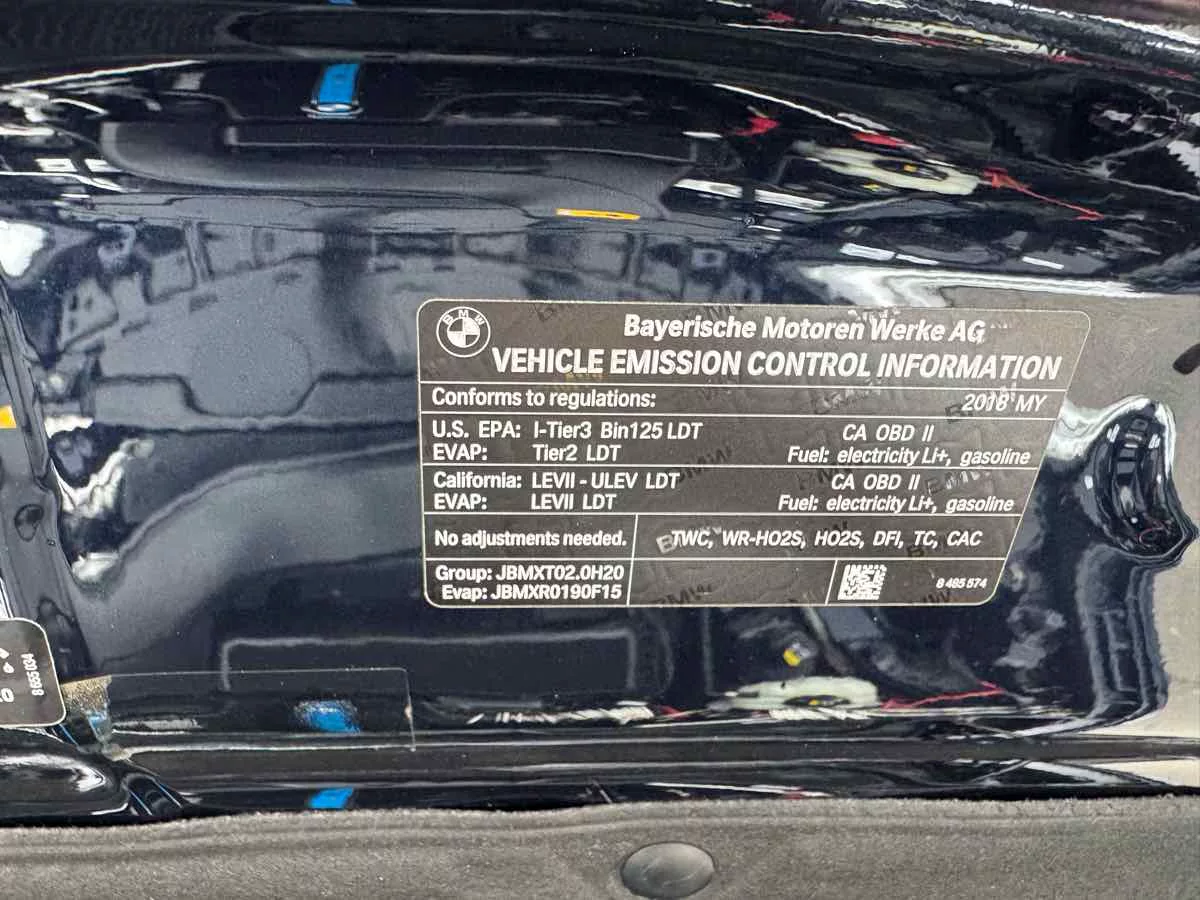 BMW
Bayerische Motoren Werke AG
VEHICLE EMISSION CONTROL INFORMATION
Conforms to regulations: 2018 MY
U.S. EPA: I-Tier3 Bin125 LDT CA OBD II
EVAP: Tier2 LDT Fuel: electricity Li+, gasoline
California: LEVII - ULEV LDT CA OBD II
EVAP: LEVII LDT Fuel: electricity Li+, gasoline
No adjustments needed. TWC, WR-HO2S, HO2S, DFI, TC, CAC
Group: JBMXT02.0H20
Evap: JBMXR0190F15
8 485 574
8 655 034